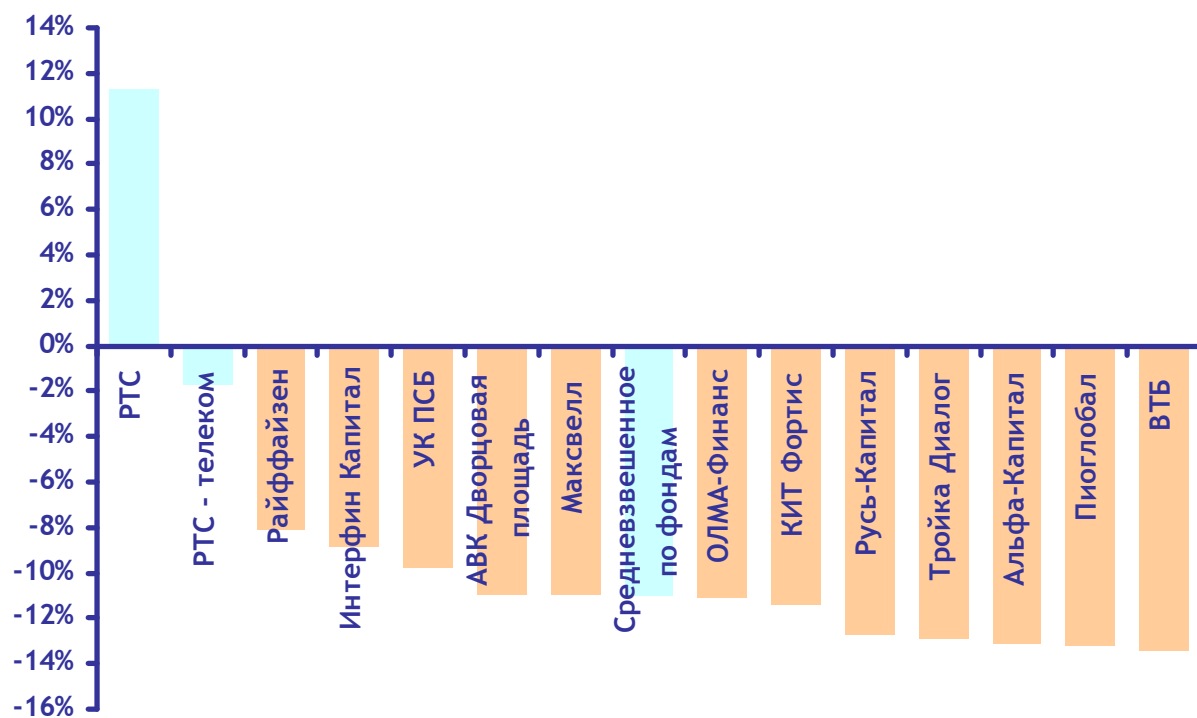 14%
12%
10%
8%
6%
4%
2%
0%
-2%
-4%
-6%
-8%
-10%
-12%
-14%
-16%
РТС
РТС - телеком
Райффайзен
Интерфин Капитал
УК ПСБ
АВК Дворцовая
площадь
Максвелл
Средневзвешенное
по фондам
ОЛМА-Финанс
КИТ Фортис
Русь-Капитал
Тройка Диалог
Альфа-Капитал
Пиоглобал
ВТБ